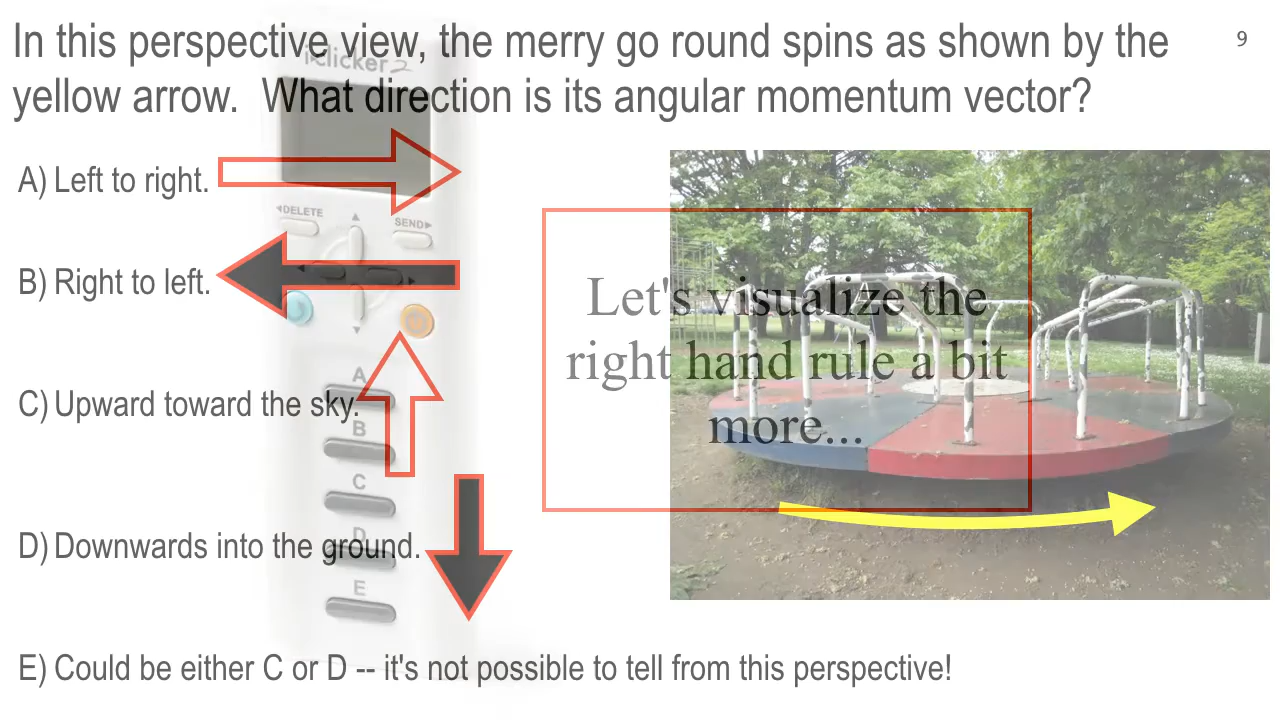 In this perspective view, the merry go round spins as shown by the
9
yellow arrow. What direction is its angular momentum vector?
iclicker2
A) Left to right.
◂DELETE
SEND▸
B) Right to left.
Let's visualize the
right hand rule a bit
more...
A
C) Upward toward the sky.
B
C
D
D) Downwards into the ground.
E
E) Could be either C or D -- it's not possible to tell from this perspective!